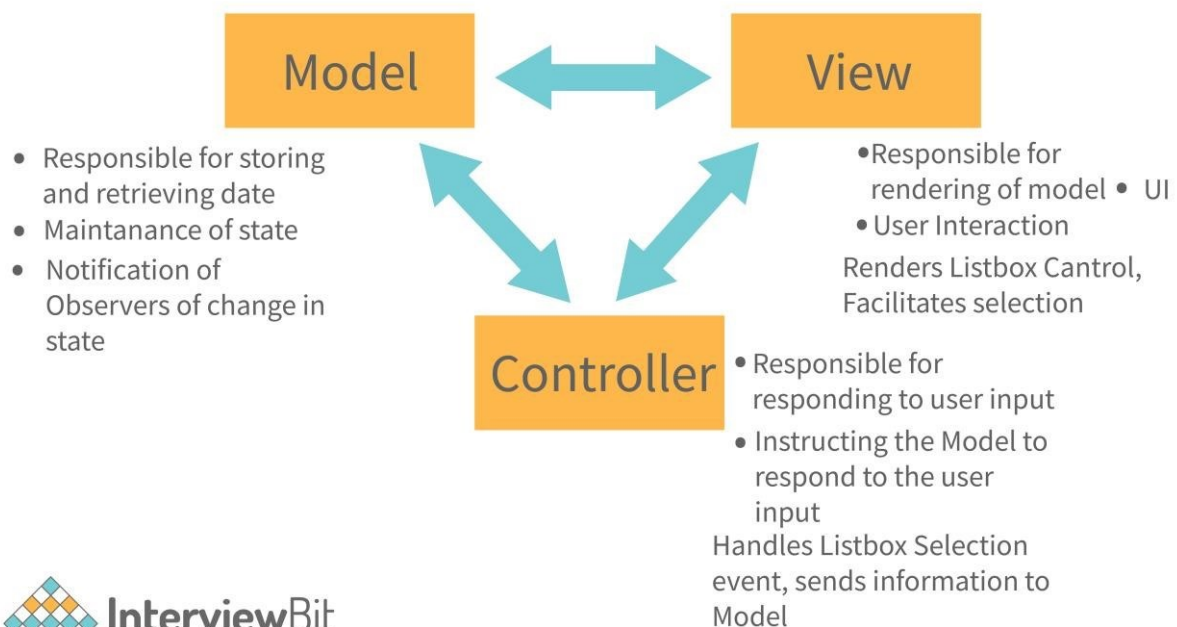 Model
View
• Responsible for storing
and retrieving date
• Maintanance of state
• Notification of
Observers of change in
state
•Responsible for
rendering of model • UI
• User Interaction
Renders Listbox Cantrol,
Facilitates selection
Controller
• Responsible for
responding to user input
• Instructing the Model to
respond to the user
input
Handles Listbox Selection
event, sends information to
Model
InterviewBit